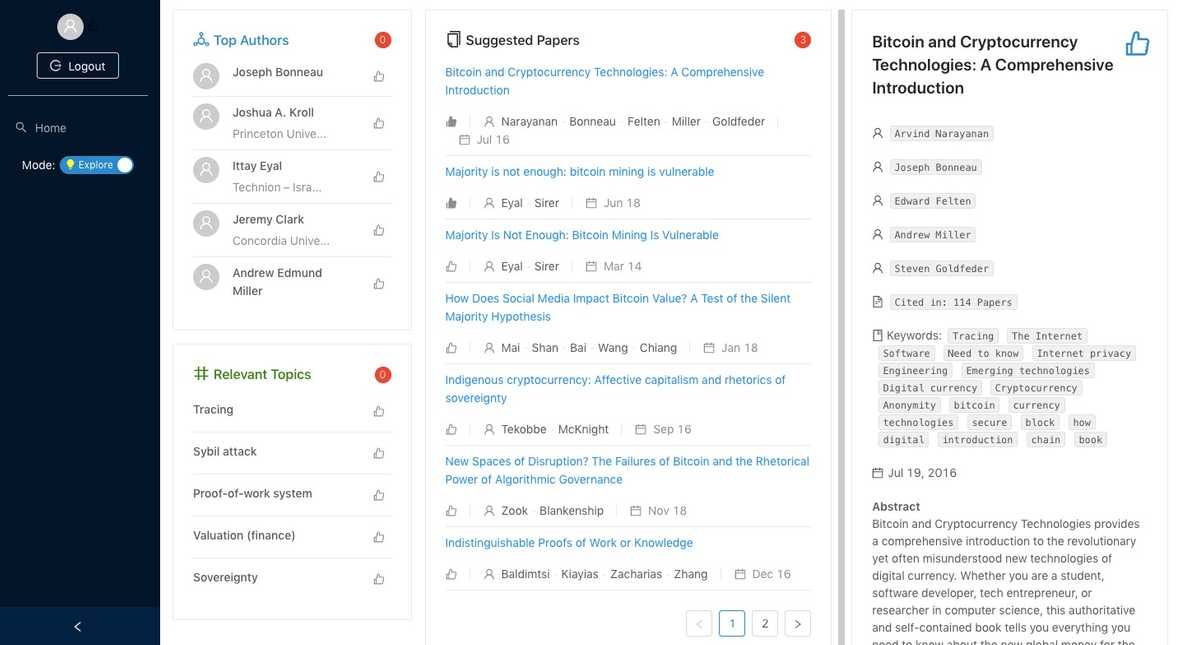 Logout
Home
Mode: Explore
Top Authors 0
Joseph Bonneau
Joshua A. Kroll
Princeton Unive...
Ittay Eyal
Technion – Isra...
Jeremy Clark
Concordia Unive...
Andrew Edmund
Miller
Relevant Topics 0
Tracing
Sybil attack
Proof-of-work system
Valuation (finance)
Sovereignty
Suggested Papers 3
Bitcoin and Cryptocurrency Technologies: A Comprehensive
Introduction
Narayanan · Bonneau · Felten · Miller · Goldfeder
Jul 16
Majority is not enough: bitcoin mining is vulnerable
Eyal · Sirer Jun 18
Majority Is Not Enough: Bitcoin Mining Is Vulnerable
Eyal · Sirer Mar 14
How Does Social Media Impact Bitcoin Value? A Test of the Silent
Majority Hypothesis
Mai · Shan · Bai · Wang · Chiang Jan 18
Indigenous cryptocurrency: Affective capitalism and rhetorics of
sovereignty
Tekobbe · McKnight Sep 16
New Spaces of Disruption? The Failures of Bitcoin and the Rhetorical
Power of Algorithmic Governance
Zook · Blankenship Nov 18
Indistinguishable Proofs of Work or Knowledge
Baldimtsi · Kiayias · Zacharias · Zhang Dec 16
< 1 2 >
Bitcoin and Cryptocurrency
Technologies: A Comprehensive
Introduction
Arvind Narayanan
Joseph Bonneau
Edward Felten
Andrew Miller
Steven Goldfeder
Cited in: 114 Papers
Keywords: Tracing The Internet
Software Need to know Internet privacy
Engineering Emerging technologies
Digital currency Cryptocurrency
Anonymity bitcoin currency
technologies secure block how
digital introduction chain book
Jul 19, 2016
Abstract
Bitcoin and Cryptocurrency Technologies provides
a comprehensive introduction to the revolutionary
yet often misunderstood new technologies of
digital currency. Whether you are a student,
software developer, tech entrepreneur, or
researcher in computer science, this authoritative
and self-contained book tells you everything you
need to know about the new global money for the